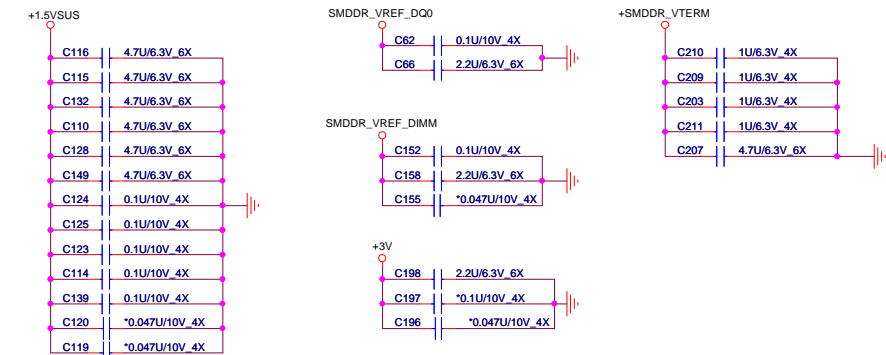 +1.5VSUS
C116 4.7U/6.3V_6X
C115 4.7U/6.3V_6X
C132 4.7U/6.3V_6X
C110 4.7U/6.3V_6X
C128 4.7U/6.3V_6X
C149 4.7U/6.3V_6X
C124 0.1U/10V_4X
C125 0.1U/10V_4X
C123 0.1U/10V_4X
C114 0.1U/10V_4X
C139 0.1U/10V_4X
C120 *0.047U/10V_4X
C119 *0.047U/10V_4X
SMDDR_VREF_DQ0
C62 0.1U/10V_4X
C66 2.2U/6.3V_6X
SMDDR_VREF_DIMM
C152 0.1U/10V_4X
C158 2.2U/6.3V_6X
C155 *0.047U/10V_4X
+3V
C198 2.2U/6.3V_6X
C197 *0.1U/10V_4X
C196 *0.047U/10V_4X
+SMDDR_VTERM
C210 1U/6.3V_4X
C209 1U/6.3V_4X
C203 1U/6.3V_4X
C211 1U/6.3V_4X
C207 4.7U/6.3V_6X